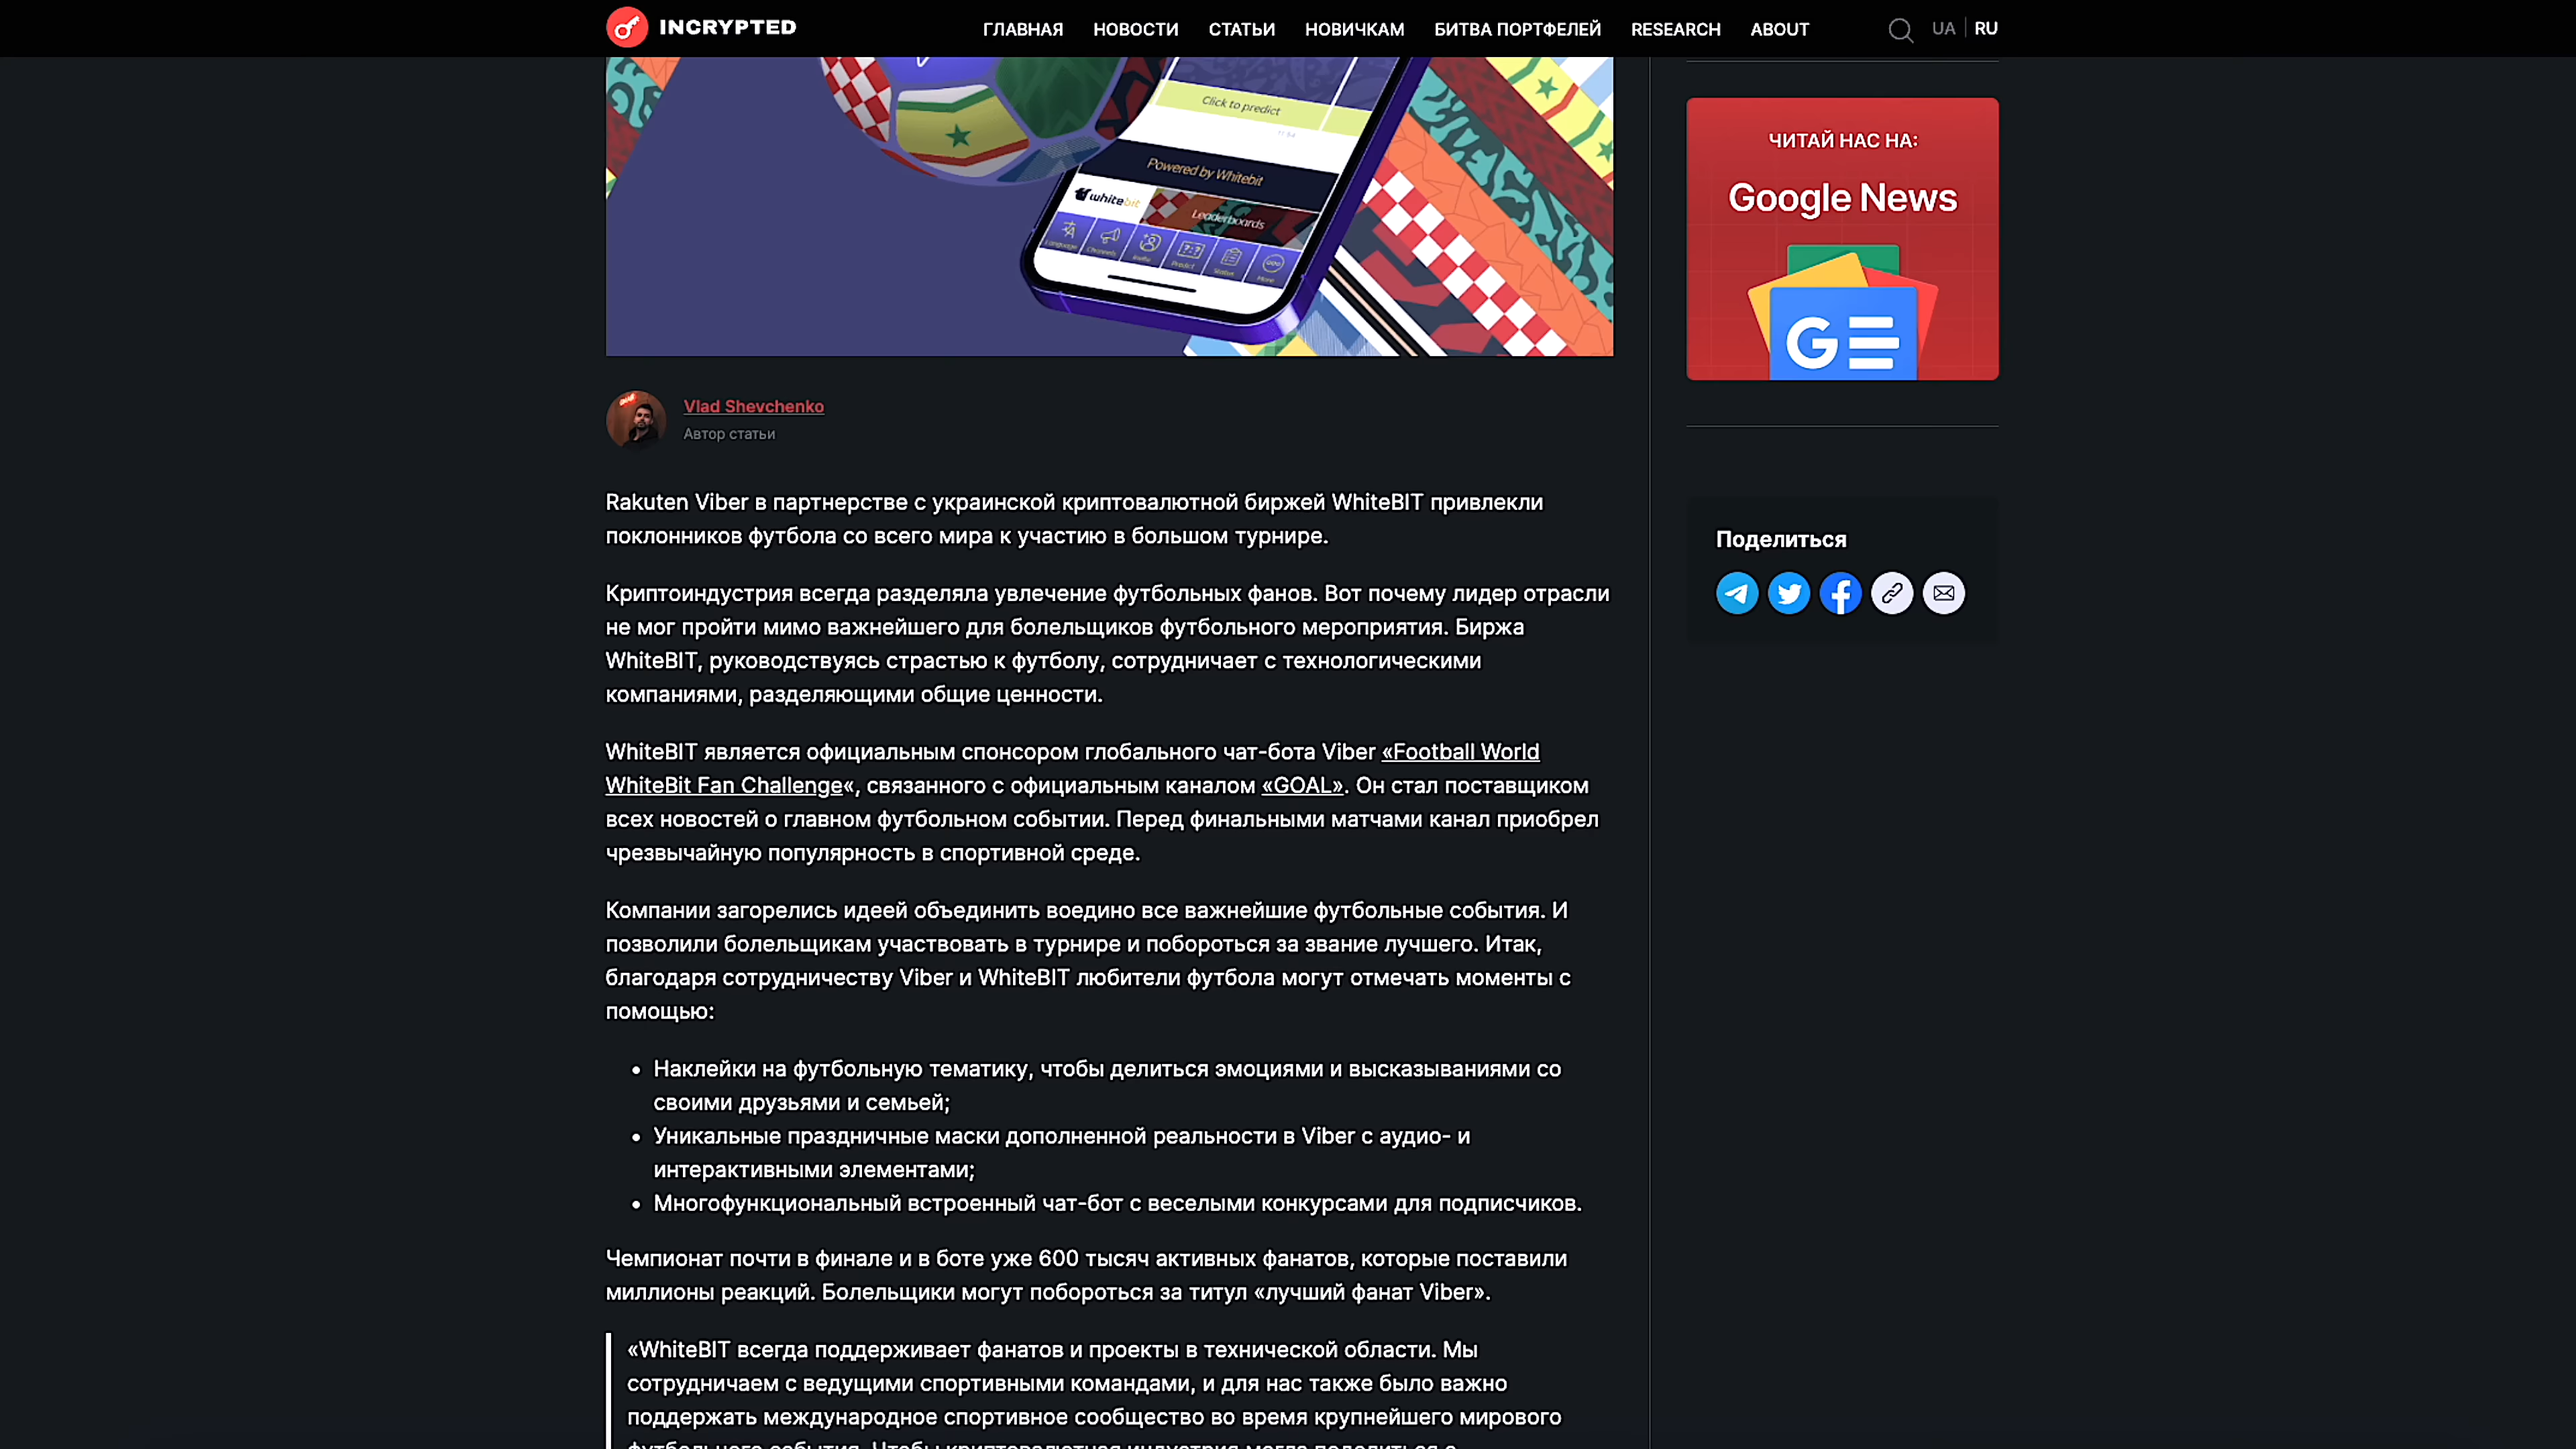 INCRYPTED
ГЛАВНАЯ НОВОСТИ СТАТЬИ НОВИЧКАМ БИТВА ПОРТФЕЛЕЙ RESEARCH ABOUT
UA RU
Click to predict
11:54
Powered by Whitebit
whitebit
Leaderboards
Language Channels Invite Predict Status More
ЧИТАЙ НАС НА:
Google News
Vlad Shevchenko
Автор статьи
Rakuten Viber в партнерстве с украинской криптовалютной биржей WhiteBIT привлекли
поклонников футбола со всего мира к участию в большом турнире.
Криптоиндустрия всегда разделяла увлечение футбольных фанов. Вот почему лидер отрасли
не мог пройти мимо важнейшего для болельщиков футбольного мероприятия. Биржа
WhiteBIT, руководствуясь страстью к футболу, сотрудничает с технологическими
компаниями, разделяющими общие ценности.
WhiteBIT является официальным спонсором глобального чат-бота Viber «Football World
WhiteBit Fan Challenge«, связанного с официальным каналом «GOAL». Он стал поставщиком
всех новостей о главном футбольном событии. Перед финальными матчами канал приобрел
чрезвычайную популярность в спортивной среде.
Компании загорелись идеей объединить воедино все важнейшие футбольные события. И
позволили болельщикам участвовать в турнире и побороться за звание лучшего. Итак,
благодаря сотрудничеству Viber и WhiteBIT любители футбола могут отмечать моменты с
помощью:
• Наклейки на футбольную тематику, чтобы делиться эмоциями и высказываниями со
своими друзьями и семьей;
• Уникальные праздничные маски дополненной реальности в Viber с аудио- и
интерактивными элементами;
• Многофункциональный встроенный чат-бот с веселыми конкурсами для подписчиков.
Чемпионат почти в финале и в боте уже 600 тысяч активных фанатов, которые поставили
миллионы реакций. Болельщики могут побороться за титул «лучший фанат Viber».
«WhiteBIT всегда поддерживает фанатов и проекты в технической области. Мы
сотрудничаем с ведущими спортивными командами, и для нас также было важно
поддержать международное спортивное сообщество во время крупнейшего мирового
Поделиться